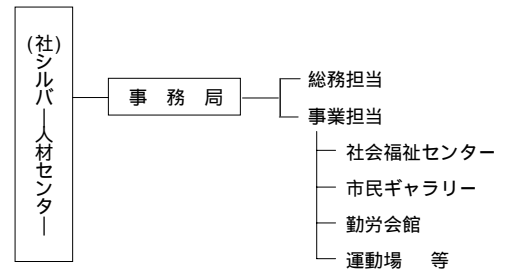 (社)シルバー人材センター
事務局
総務担当
事業担当
社会福祉センター
市民ギャラリー
勤労会館
運動場　等